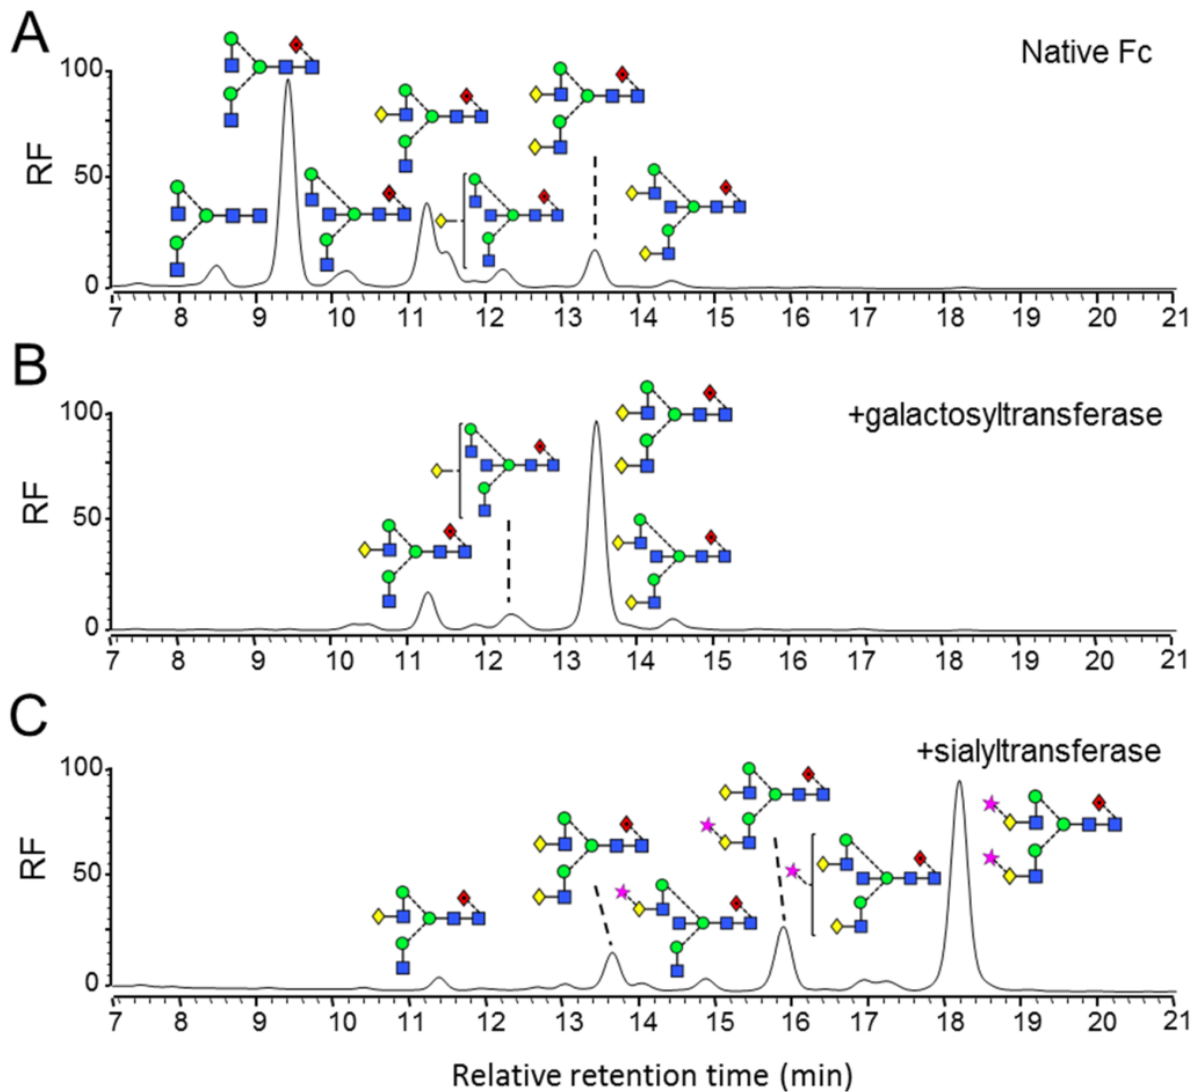 A
Native Fc
100
RF
50
0
7 8 9 10 11 12 13 14 15 16 17 18 19 20 21
B
+galactosyltransferase
100
RF
50
0
7 8 9 10 11 12 13 14 15 16 17 18 19 20 21
C
+sialyltransferase
100
RF
50
0
7 8 9 10 11 12 13 14 15 16 17 18 19 20 21
Relative retention time (min)